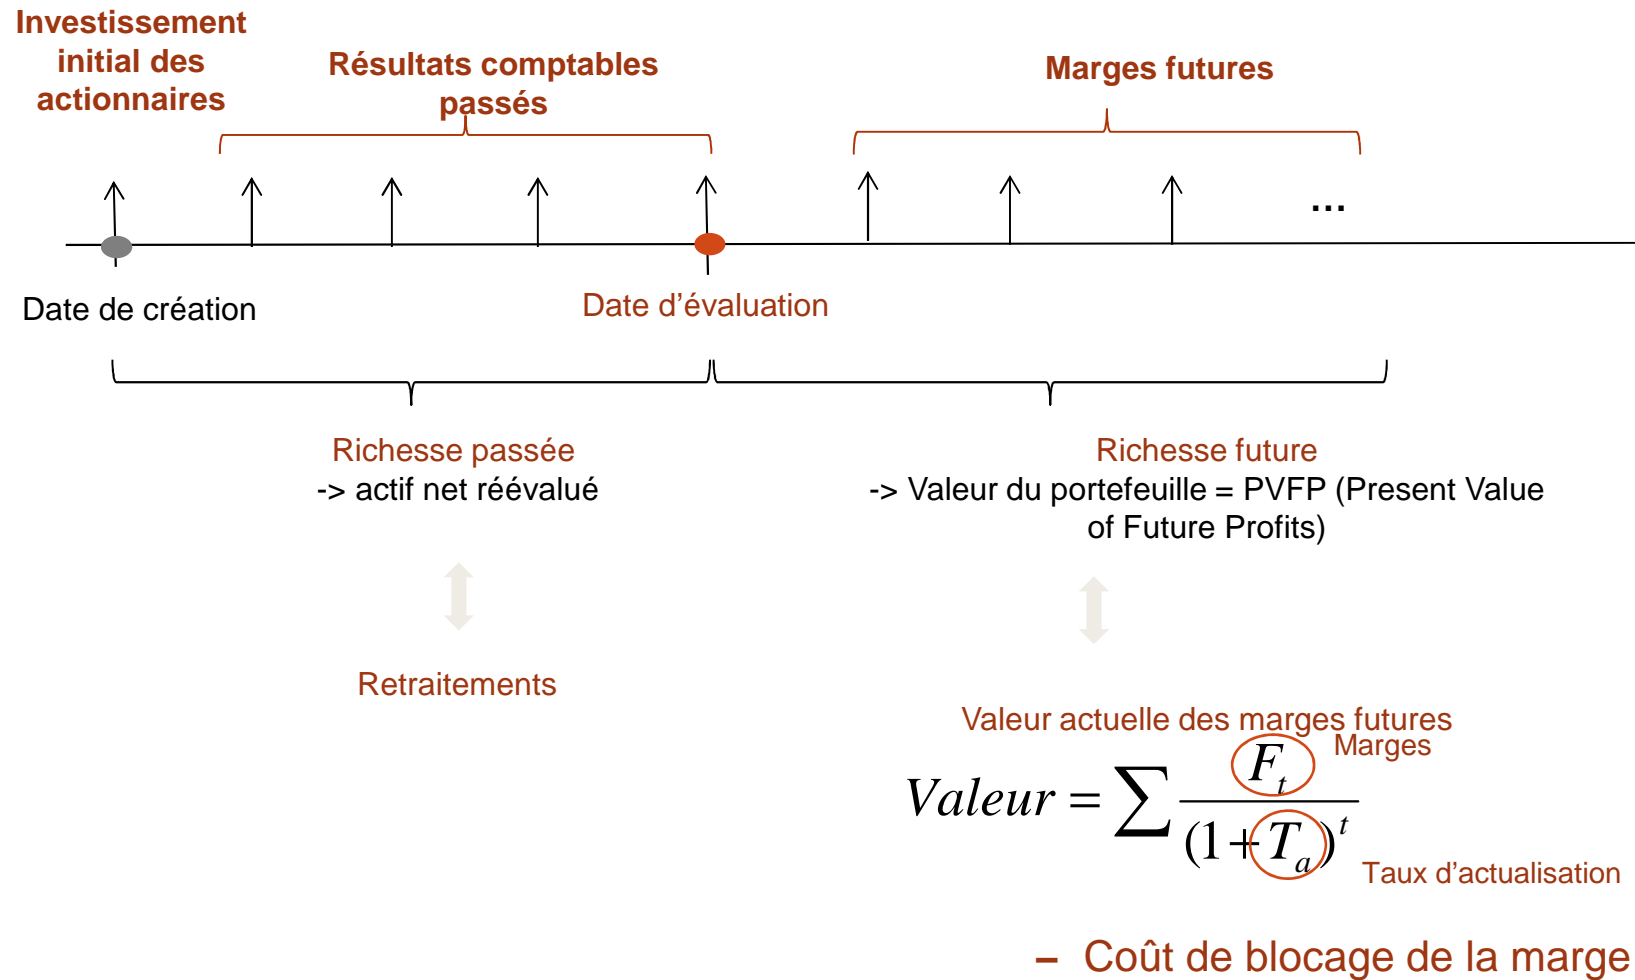 Investissement
initial des
actionnaires
Résultats comptables
passés
Marges futures
...
Date de création
Date d’évaluation
Richesse passée
-> actif net réévalué
Richesse future
-> Valeur du portefeuille = PVFP (Present Value
of Future Profits)
Retraitements
Valeur actuelle des marges futures
Marges
Valeur = ∑ F_t / (1+T_a)^t
Taux d’actualisation
– Coût de blocage de la marge